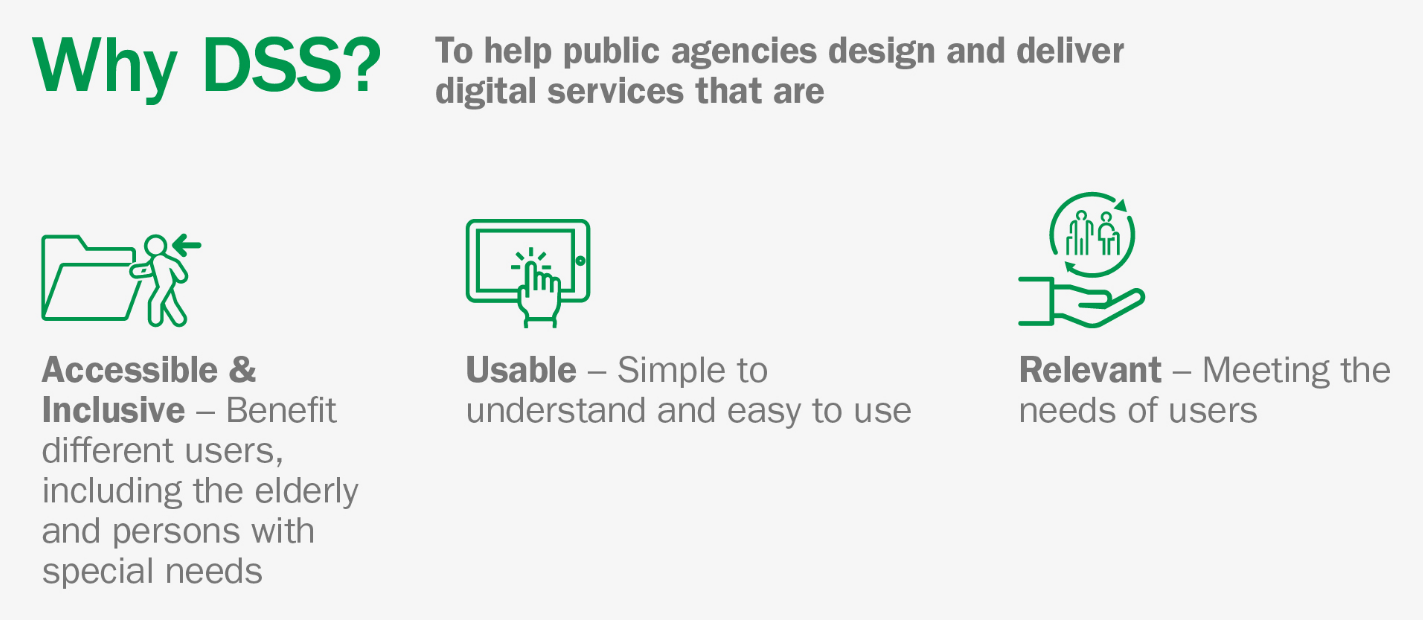 Why DSS?
To help public agencies design and deliver
digital services that are
Accessible &
Inclusive – Benefit
different users,
including the elderly
and persons with
special needs
Usable – Simple to
understand and easy to use
Relevant – Meeting the
needs of users